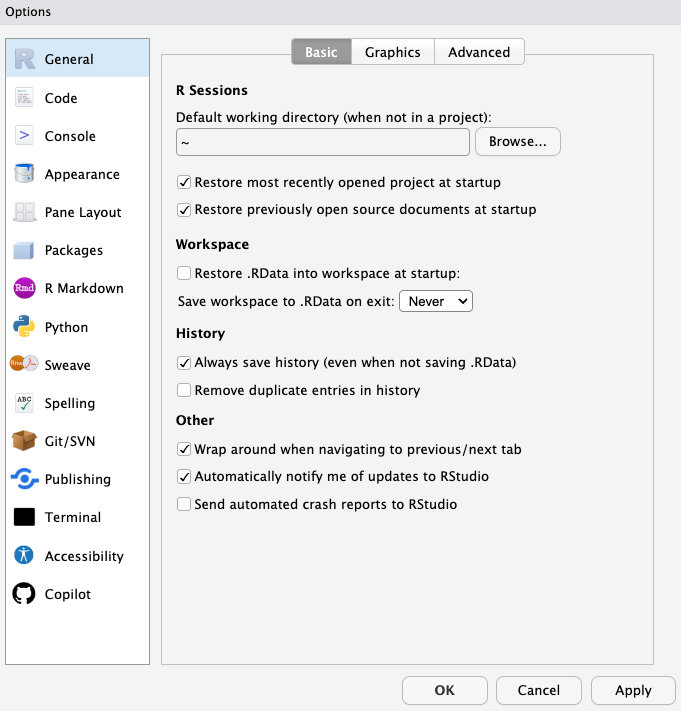 Options
General
Code
Console
Appearance
Pane Layout
Packages
R Markdown
Python
Sweave
Spelling
Git/SVN
Publishing
Terminal
Accessibility
Copilot
Basic Graphics Advanced
R Sessions
Default working directory (when not in a project):
~ Browse...
Restore most recently opened project at startup
Restore previously open source documents at startup
Workspace
Restore .RData into workspace at startup:
Save workspace to .RData on exit: Never
History
Always save history (even when not saving .RData)
Remove duplicate entries in history
Other
Wrap around when navigating to previous/next tab
Automatically notify me of updates to RStudio
Send automated crash reports to RStudio
OK Cancel Apply